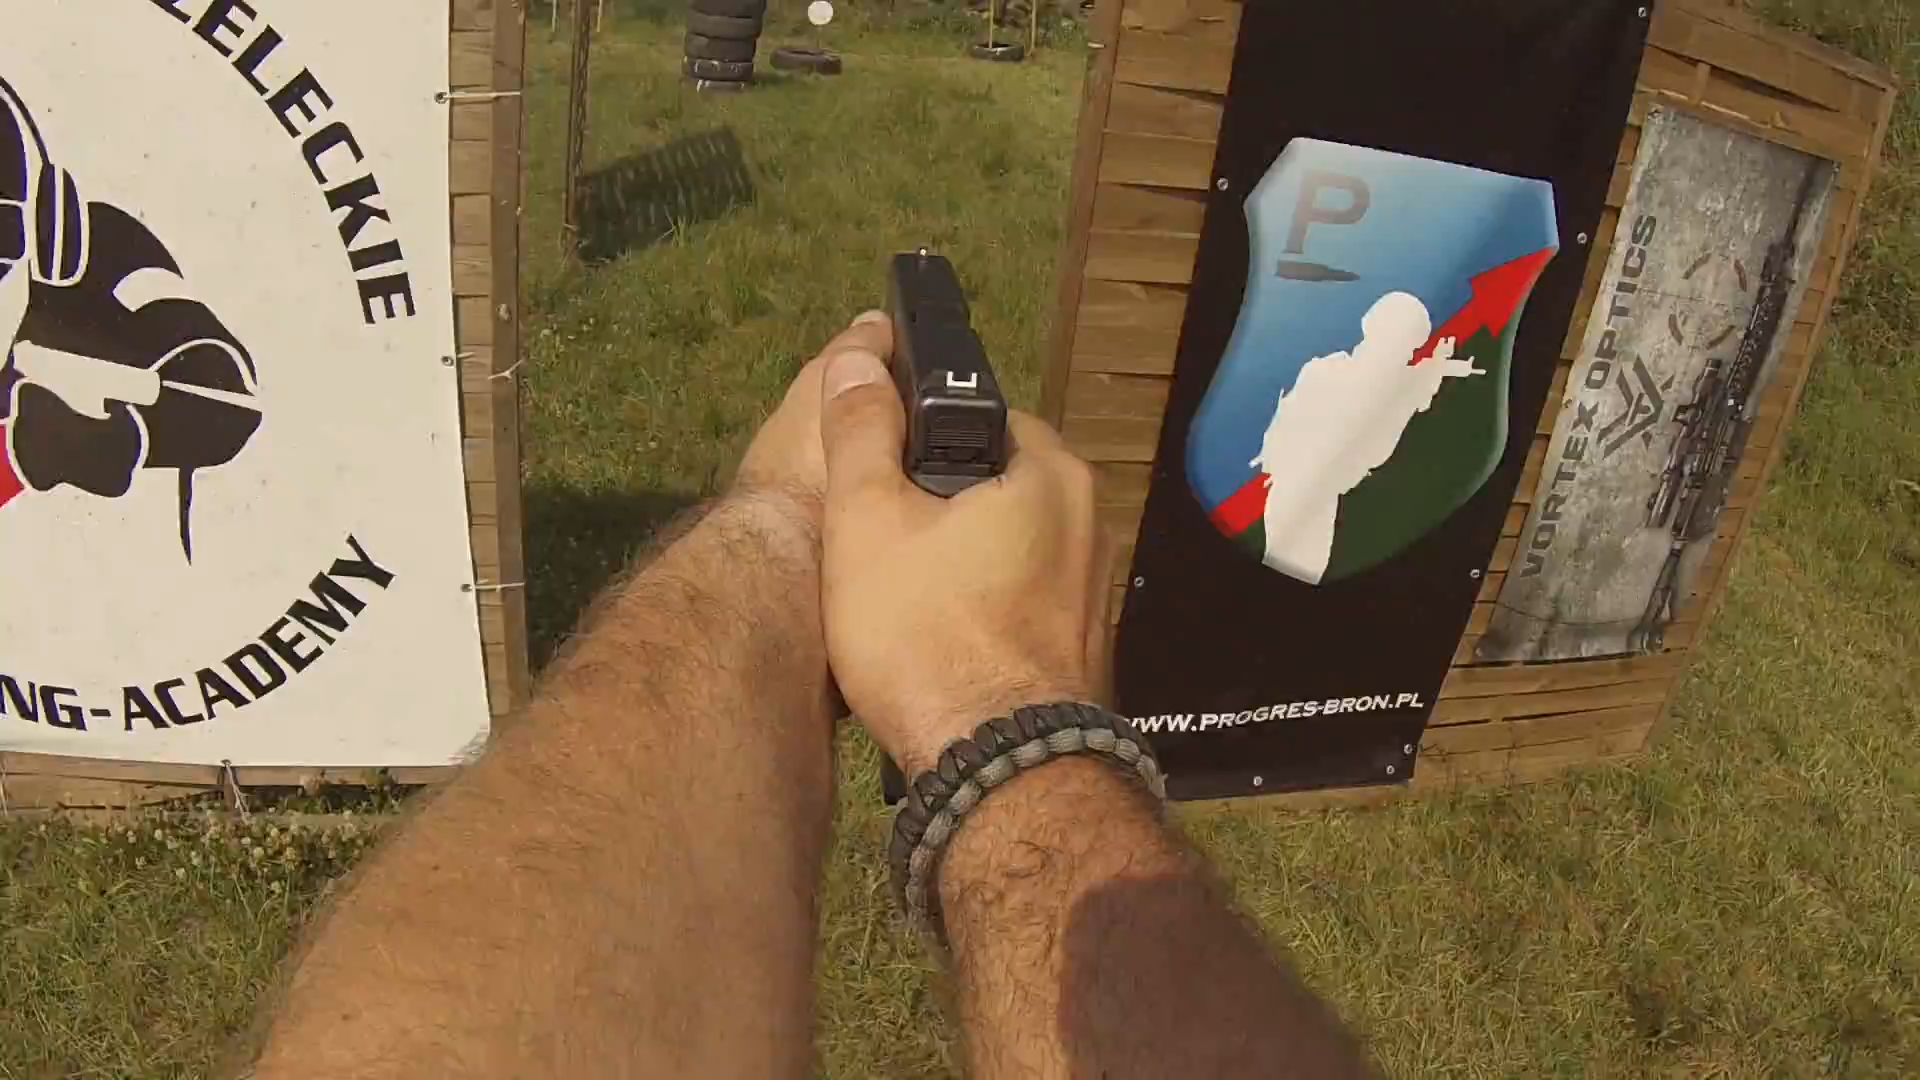 ELECKIE
NG-ACADEMY
P
WWW.PROGRES-BRON.PL
VORTEX OPTICS